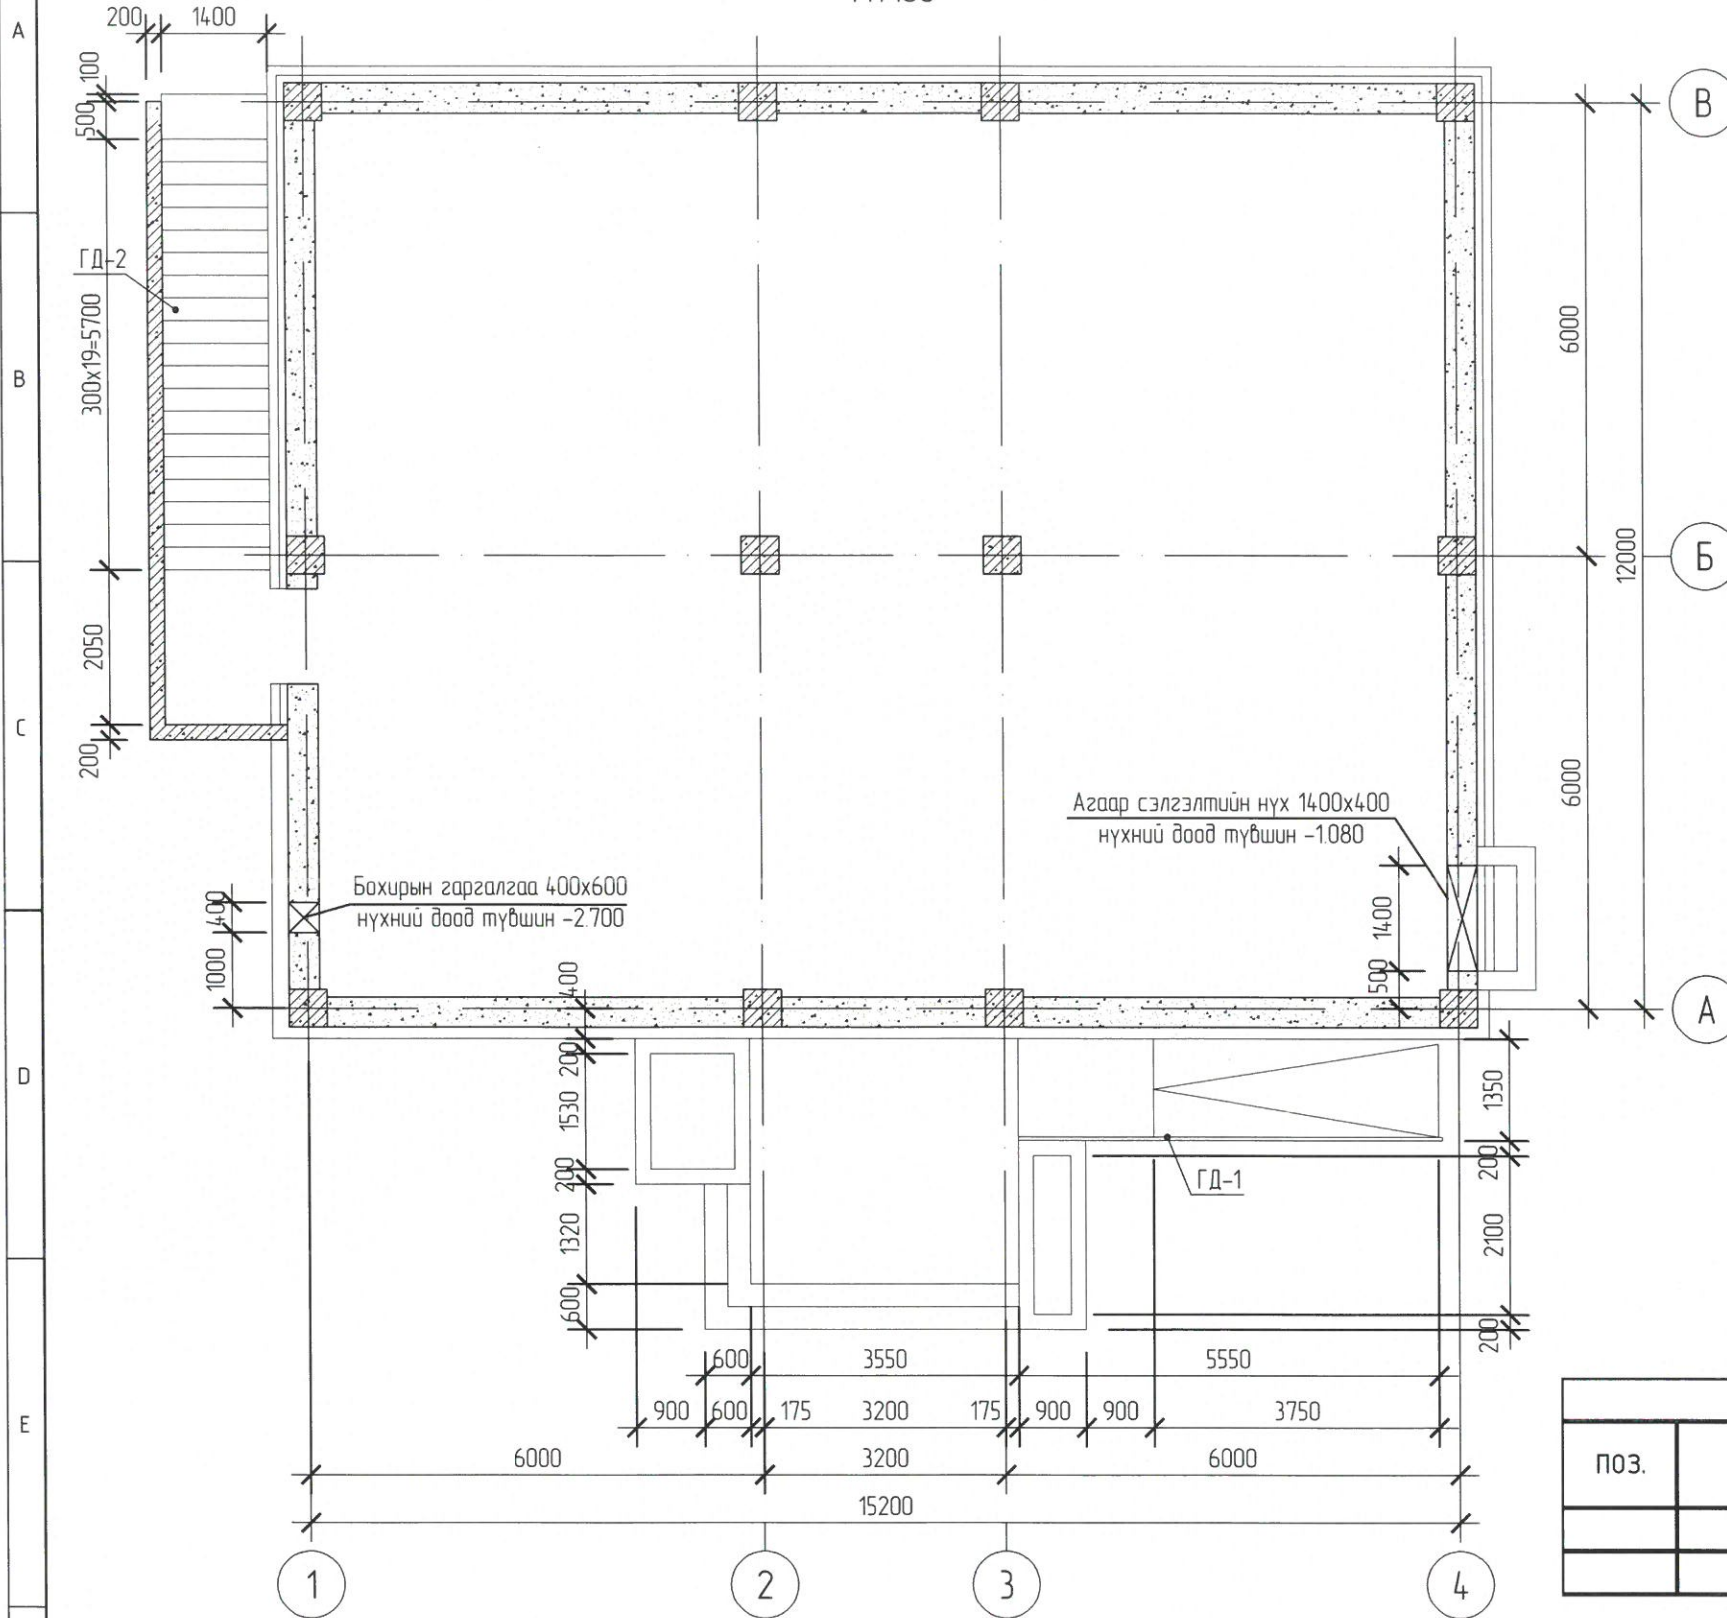 A
B
C
D
E
200
1400
100
500
300x19=5700
2050
200
ГД-2
В
Б
А
6000
12000
6000
Агаар сэлгэлтийн нүх 1400x400
нүхний доод түвшин -1.080
Бохирын гаргалгаа 400x600
нүхний доод түвшин -2.700
400
1000
1400
500
400
200
1530
200
1320
600
1350
200
2100
200
ГД-1
600 3550 5550
900 600 175 3200 175 900 900 3750
6000 3200 6000
15200
1 2 3 4
ПОЗ.